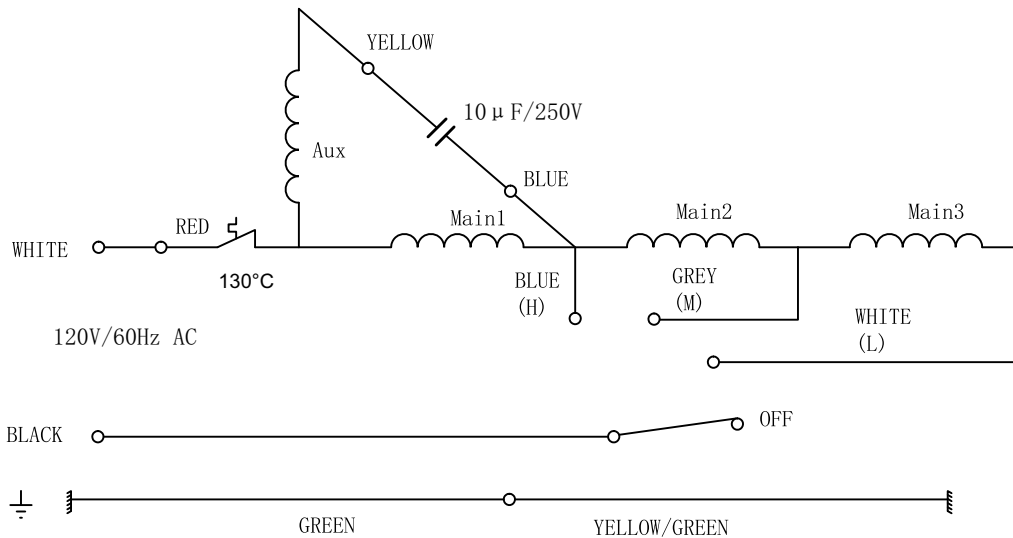 YELLOW
10μF/250V
Aux
BLUE
RED
Main1
Main2
Main3
WHITE
130°C
BLUE
(H)
GREY
(M)
WHITE
(L)
120V/60Hz AC
BLACK
OFF
GREEN
YELLOW/GREEN